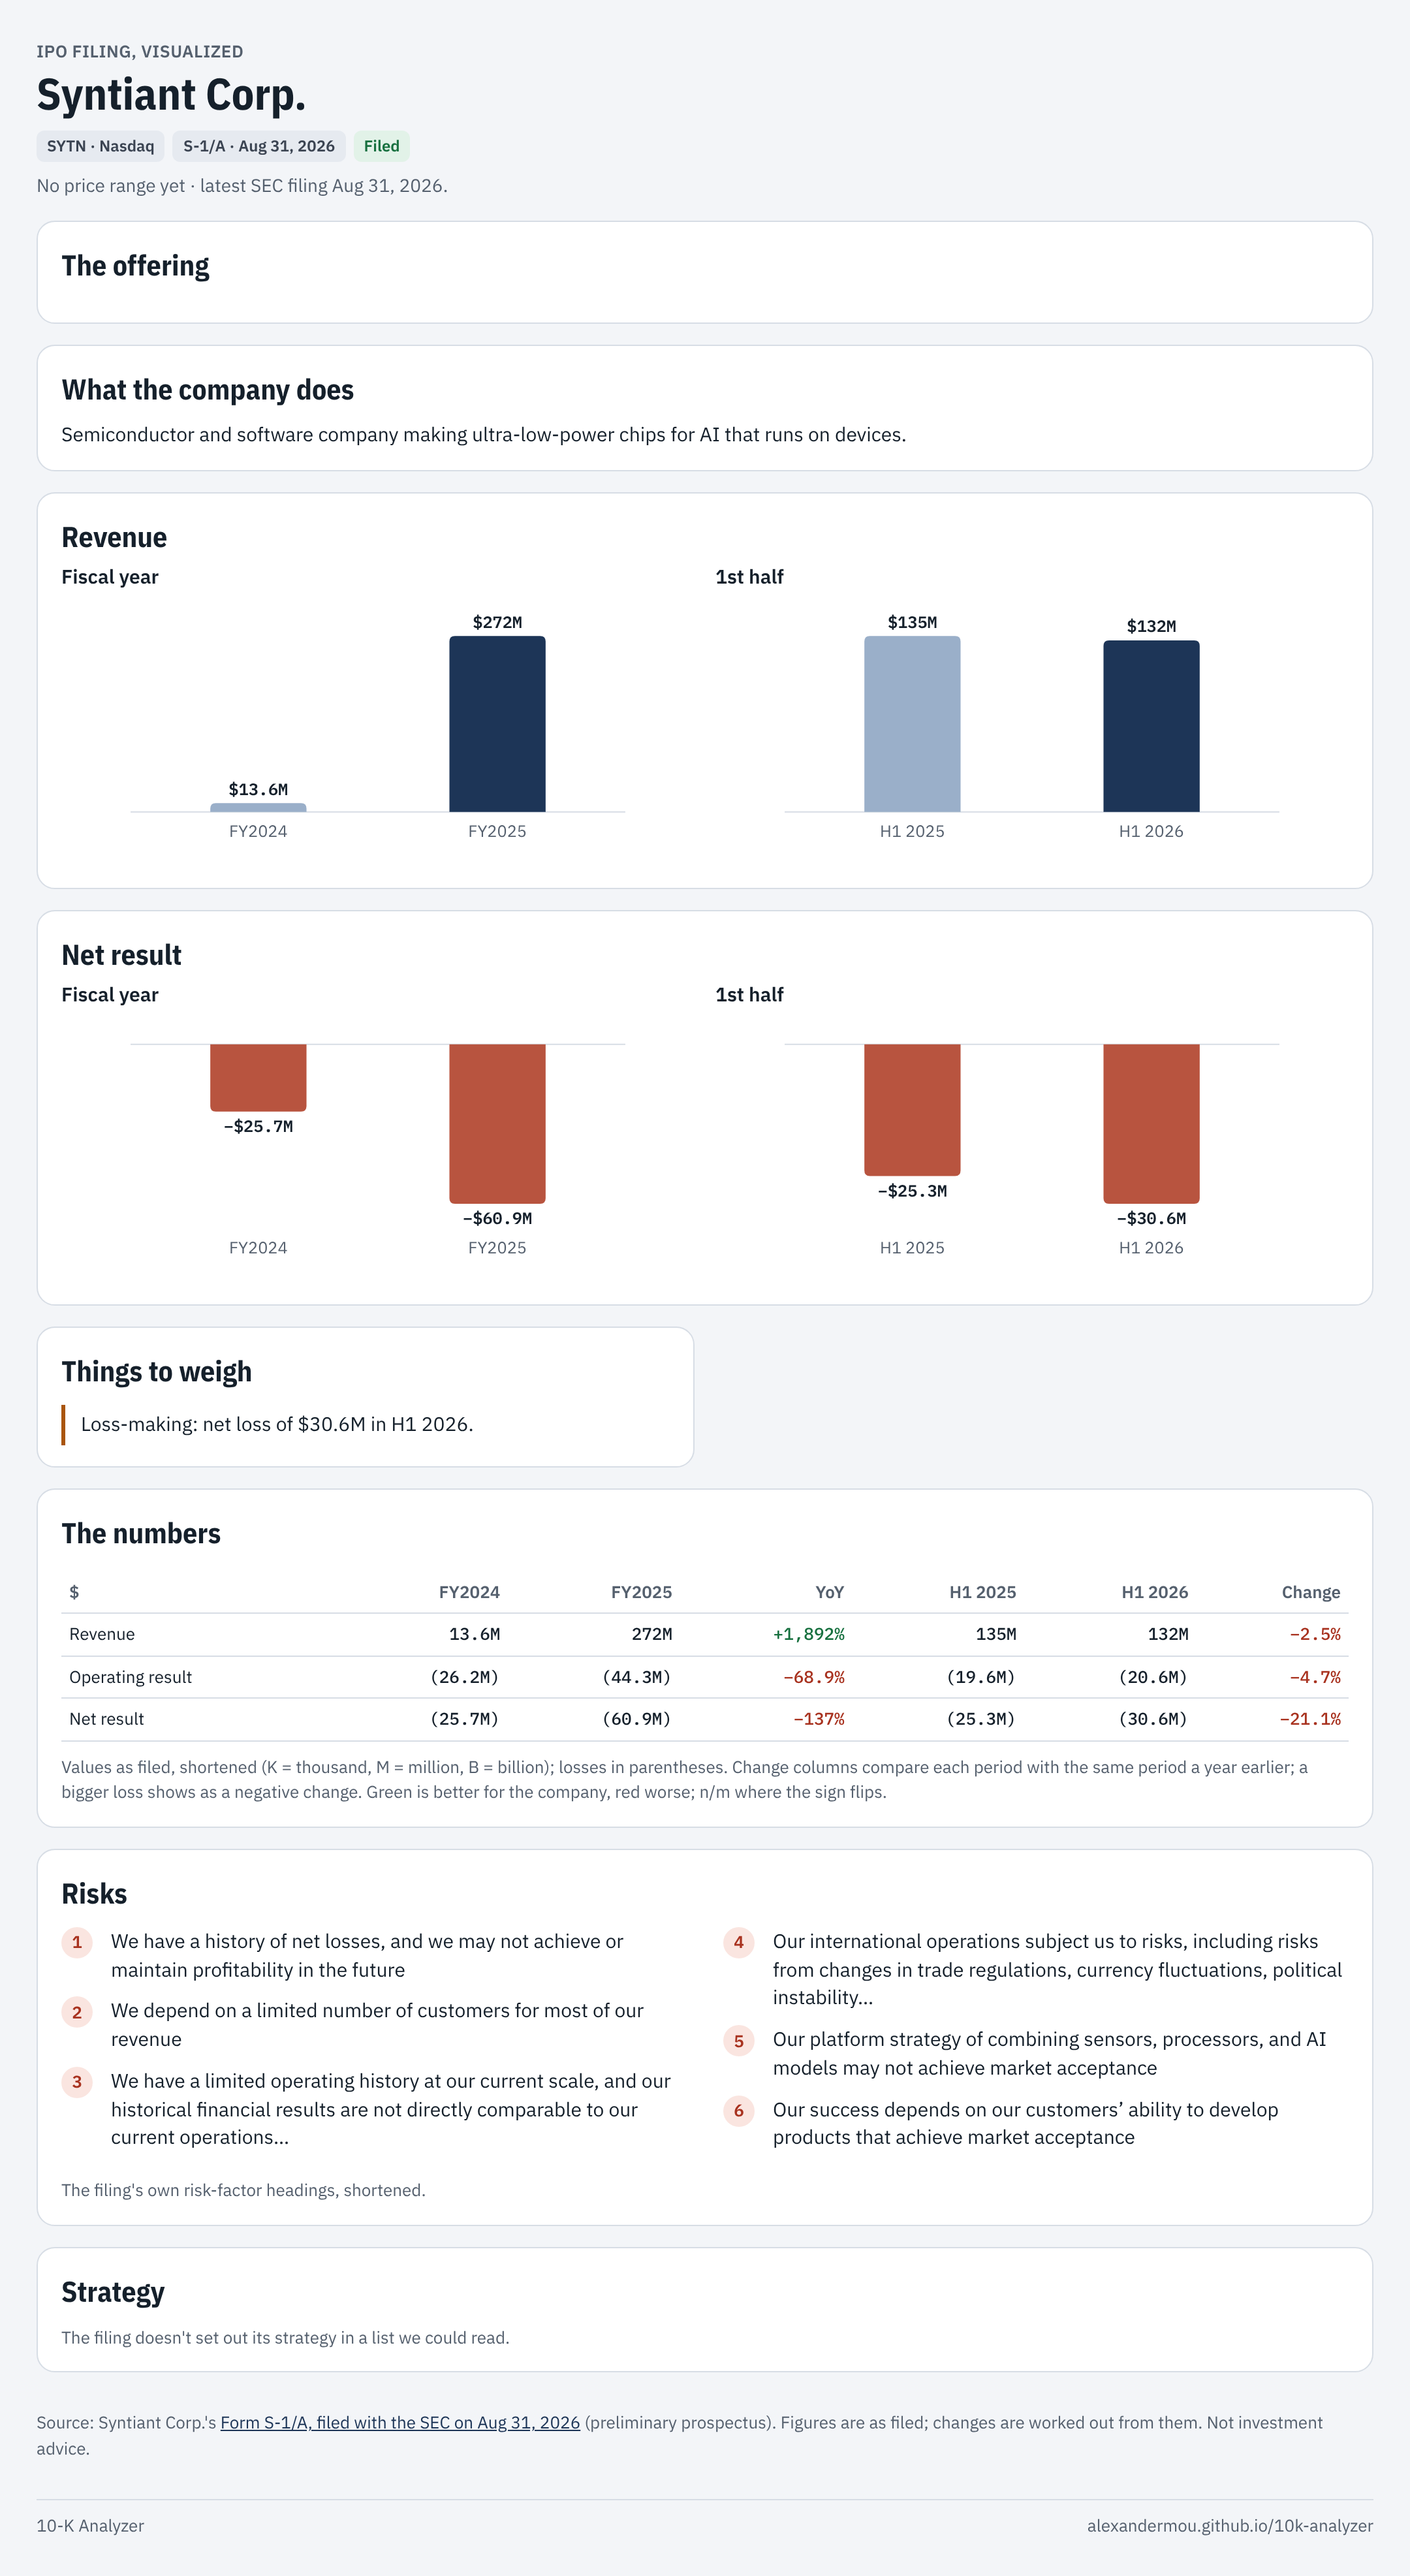 IPO FILING, VISUALIZED
Syntiant Corp.
SYTN · Nasdaq
S-1/A · Aug 31, 2026
Filed
No price range yet · latest SEC filing Aug 31, 2026.
The offering
What the company does
Semiconductor and software company making ultra-low-power chips for AI that runs on devices.
Revenue
Fiscal year
$13.6M
$272M
FY2024
FY2025
1st half
$135M
$132M
H1 2025
H1 2026
Net result
Fiscal year
−$25.7M
−$60.9M
FY2024
FY2025
1st half
−$25.3M
−$30.6M
H1 2025
H1 2026
Things to weigh
Loss-making: net loss of $30.6M in H1 2026.
The numbers
$ FY2024 FY2025 YoY H1 2025 H1 2026 Change
Revenue 13.6M 272M +1,892% 135M 132M −2.5%
Operating result (26.2M) (44.3M) −68.9% (19.6M) (20.6M) −4.7%
Net result (25.7M) (60.9M) −137% (25.3M) (30.6M) −21.1%
Values as filed, shortened (K = thousand, M = million, B = billion); losses in parentheses. Change columns compare each period with the same period a year earlier; a
bigger loss shows as a negative change. Green is better for the company, red worse; n/m where the sign flips.
Risks
1 We have a history of net losses, and we may not achieve or
maintain profitability in the future
2 We depend on a limited number of customers for most of our
revenue
3 We have a limited operating history at our current scale, and our
historical financial results are not directly comparable to our
current operations…
4 Our international operations subject us to risks, including risks
from changes in trade regulations, currency fluctuations, political
instability…
5 Our platform strategy of combining sensors, processors, and AI
models may not achieve market acceptance
6 Our success depends on our customers’ ability to develop
products that achieve market acceptance
The filing's own risk-factor headings, shortened.
Strategy
The filing doesn't set out its strategy in a list we could read.
Source: Syntiant Corp.'s Form S-1/A, filed with the SEC on Aug 31, 2026 (preliminary prospectus). Figures are as filed; changes are worked out from them. Not investment
advice.
10-K Analyzer
alexandermou.github.io/10k-analyzer